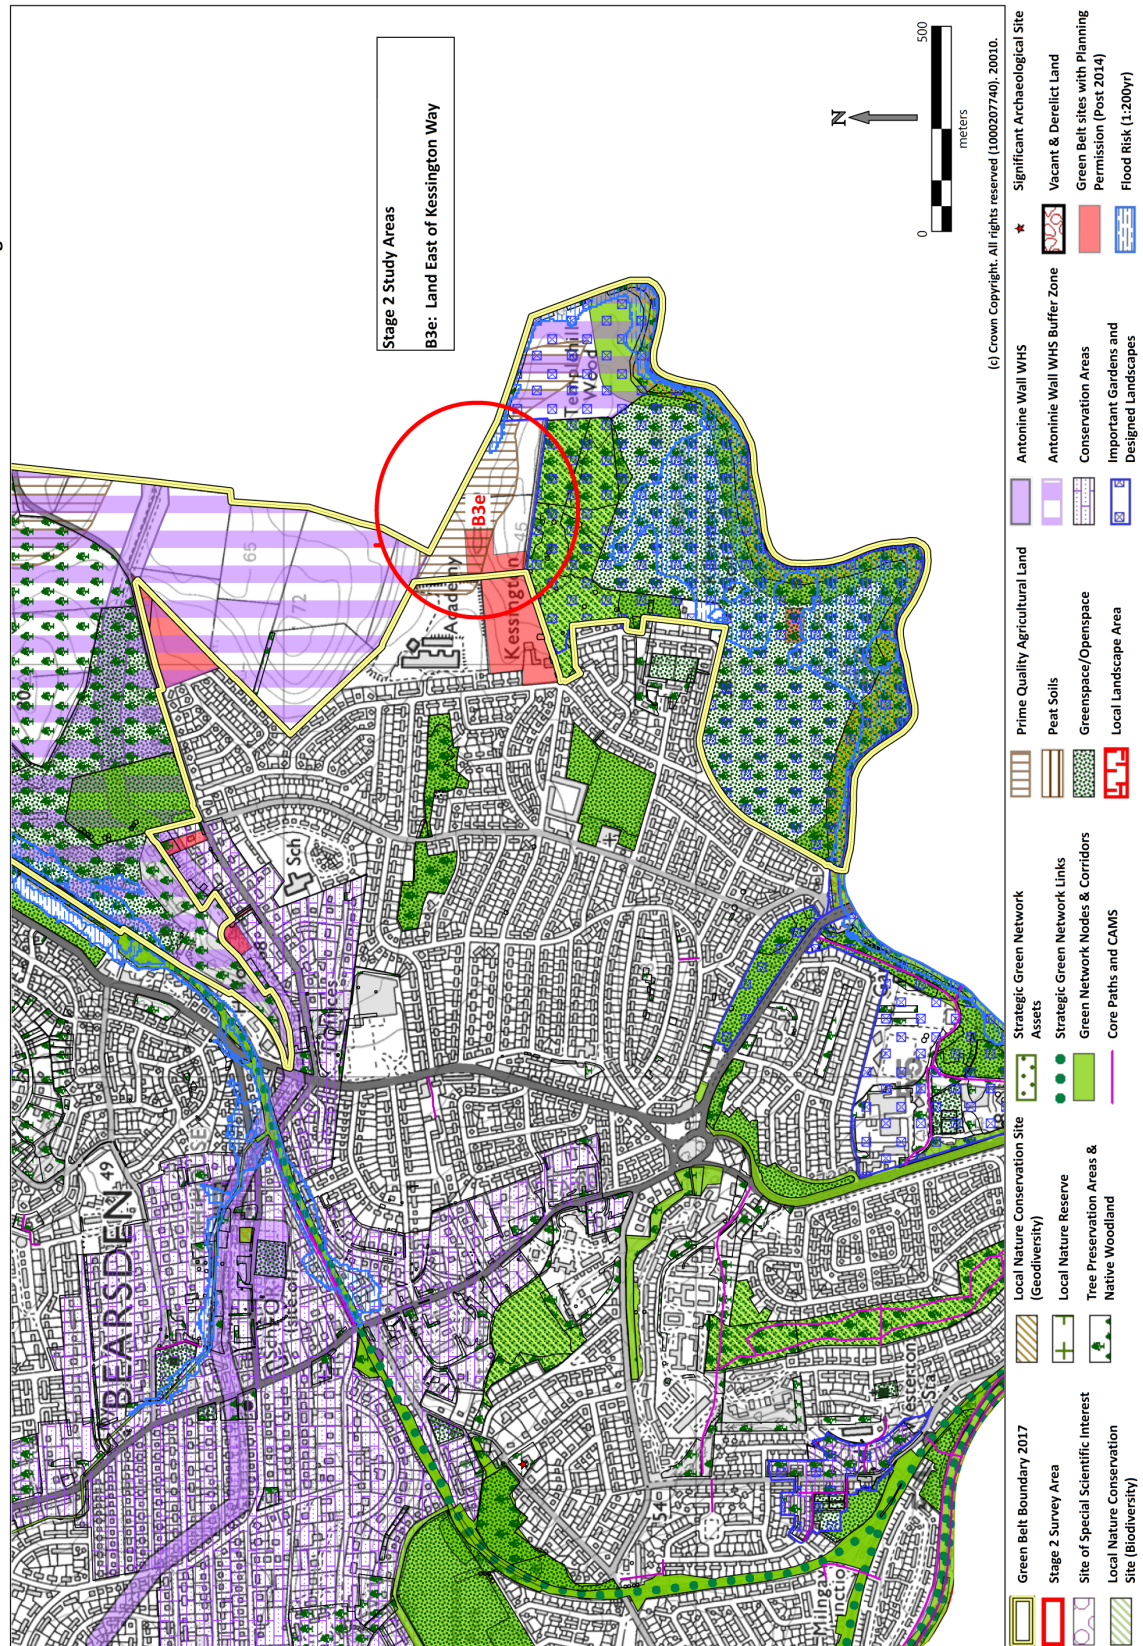 Stage 2 Study Areas
B3e: Land East of Kessington Way
BEARSDEN
49
80
65
72
Sch
Academy
Kessington
B3e
45
Templehill
Wood
54
N
0
500
meters
(c) Crown Copyright. All rights reserved (1000207740). 20010.
Green Belt Boundary 2017
Stage 2 Survey Area
Site of Special Scientific Interest
Local Nature Conservation
Site (Biodiversity)
Local Nature Conservation Site
(Geodiversity)
Local Nature Reserve
Tree Preservation Areas &
Native Woodland
Strategic Green Network
Assets
Strategic Green Network Links
Green Network Nodes & Corridors
Core Paths and CAMS
Prime Quality Agricultural Land
Peat Soils
Greenspace/Openspace
Local Landscape Area
Antonine Wall WHS
Antoninie Wall WHS Buffer Zone
Conservation Areas
Important Gardens and
Designed Landscapes
Significant Archaeological Site
Vacant & Derelict Land
Green Belt sites with Planning
Permission (Post 2014)
Flood Risk (1:200yr)